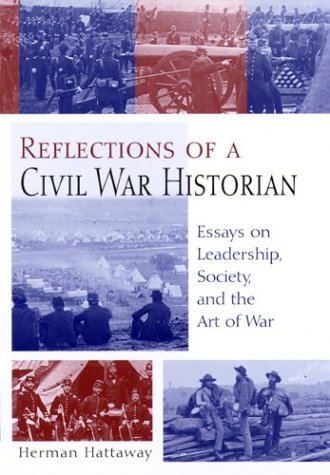 REFLECTIONS OF A
CIVIL WAR HISTORIAN
Essays on
Leadership,
Society,
and the
Art of War
Herman Hattaway